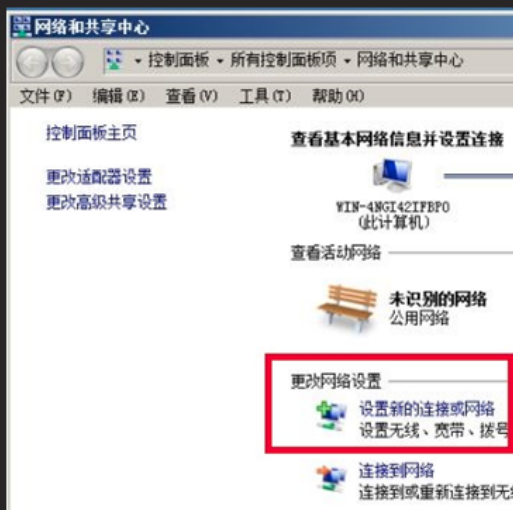 网络和共享中心
控制面板 所有控制面板项 网络和共享中心
文件(F) 编辑(E) 查看(V) 工具(T) 帮助(H)
控制面板主页
更改适配器设置
更改高级共享设置
查看基本网络信息并设置连接
WIN-4NGI42IFBPO
(此计算机)
查看活动网络
未识别的网络
公用网络
更改网络设置
设置新的连接或网络
设置无线、宽带、拨号
连接到网络
连接到或重新连接到无